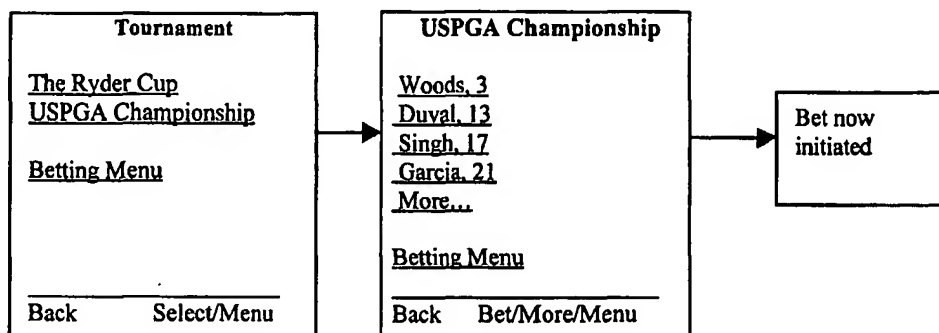 Tournament
The Ryder Cup
USPGA Championship
Betting Menu
Back Select/Menu
USPGA Championship
Woods, 3
Duval, 13
Singh, 17
Garcia, 21
More...
Betting Menu
Back Bet/More/Menu
Bet now
initiated